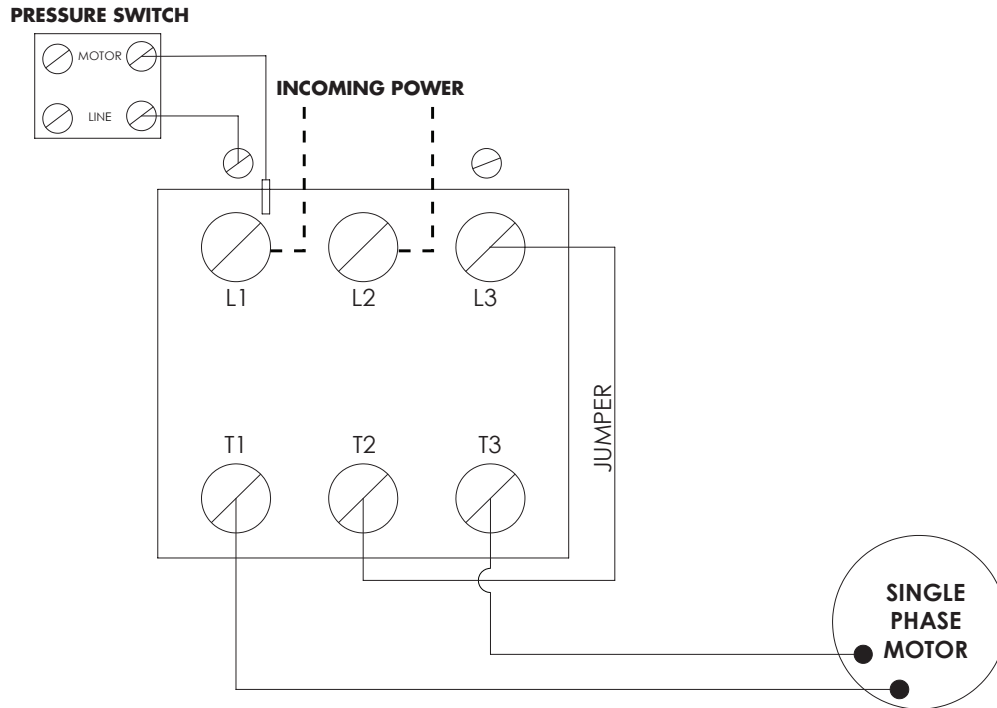 PRESSURE SWITCH
MOTOR
LINE
INCOMING POWER
L1
L2
L3
JUMPER
T1
T2
T3
SINGLE
PHASE
MOTOR